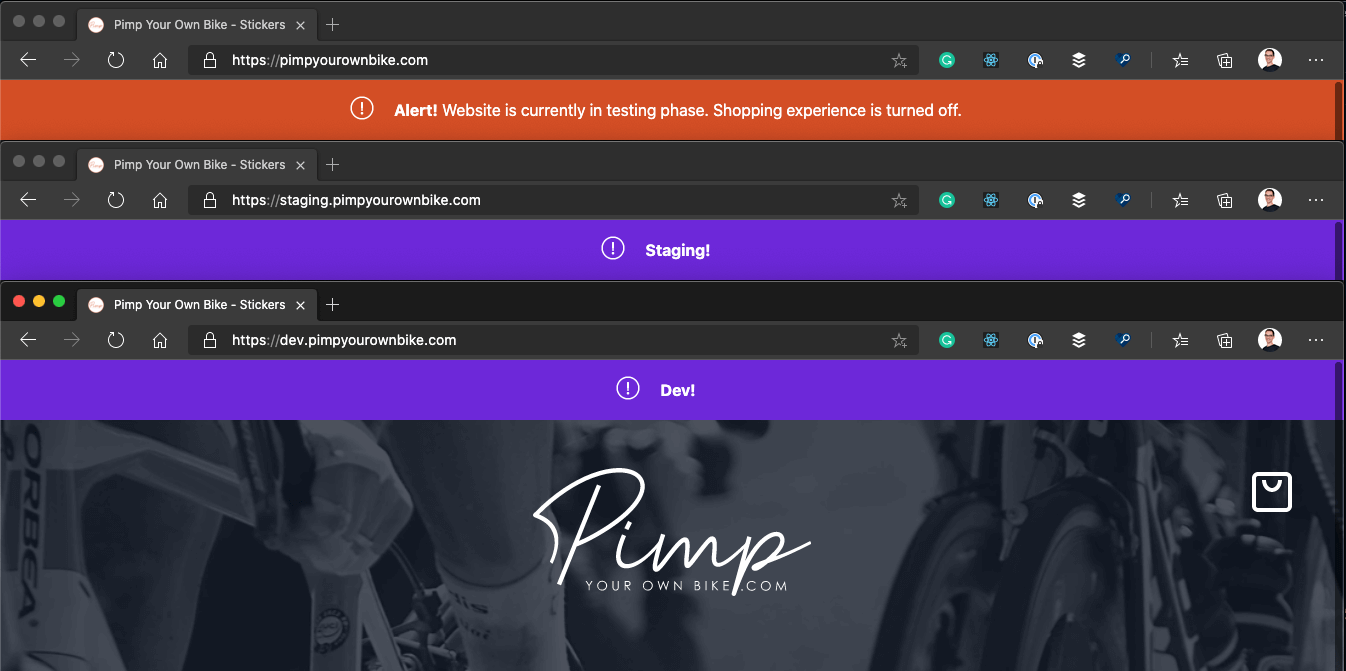 Pimp Your Own Bike - Stickers
https://pimpyourownbike.com
Alert! Website is currently in testing phase. Shopping experience is turned off.
Pimp Your Own Bike - Stickers
https://staging.pimpyourownbike.com
Staging!
Pimp Your Own Bike - Stickers
https://dev.pimpyourownbike.com
Dev!
ORBEA
Pimp
YOUR OWN BIKE .COM